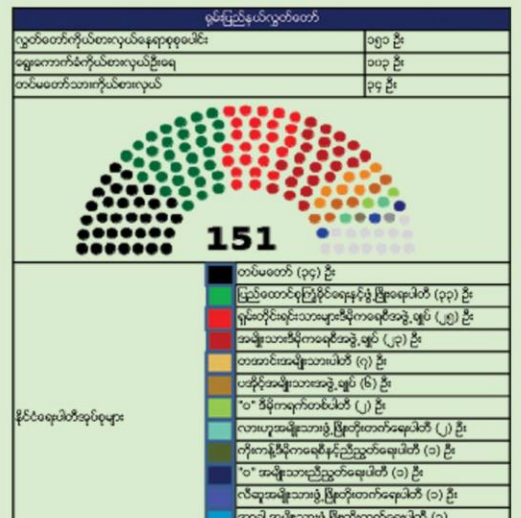 ရှမ်းပြည်နယ်လွှတ်တော်
လွှတ်တော်ကိုယ်စားလှယ်နေရာစုစုပေါင်း ၁၅၁ ဦး
ရွေးကောက်ခံကိုယ်စားလှယ်ဦးရေ ၁၀၃ ဦး
တပ်မတော်သားကိုယ်စားလှယ် ၃၄ ဦး
151
တပ်မတော် (၃၄) ဦး
ပြည်ထောင်စုကြံ့ခိုင်ရေးနှင့်ဖွံ့ဖြိုးရေးပါတီ (၃၃) ဦး
ရှမ်းတိုင်းရင်းသားများဒီမိုကရေစီအဖွဲ့ချုပ် (၂၅) ဦး
အမျိုးသားဒီမိုကရေစီအဖွဲ့ချုပ် (၂၃) ဦး
တအာင်းအမျိုးသားပါတီ (၇) ဦး
ပအိုဝ့်အမျိုးသားအဖွဲ့ချုပ် (၆) ဦး
နိုင်ငံရေးပါတီအုပ်စုများ
"ဝ" ဒီမိုကရက်တစ်ပါတီ (၂) ဦး
လားဟူအမျိုးသားဖွံ့ဖြိုးတိုးတက်ရေးပါတီ (၂) ဦး
ကိုးကန့်ဒီမိုကရေစီနှင့်ညီညွတ်ရေးပါတီ (၁) ဦး
"ဝ" အမျိုးသားညီညွတ်ရေးပါတီ (၁) ဦး
လီဆူအမျိုးသားဖွံ့ဖြိုးတိုးတက်ရေးပါတီ (၁) ဦး